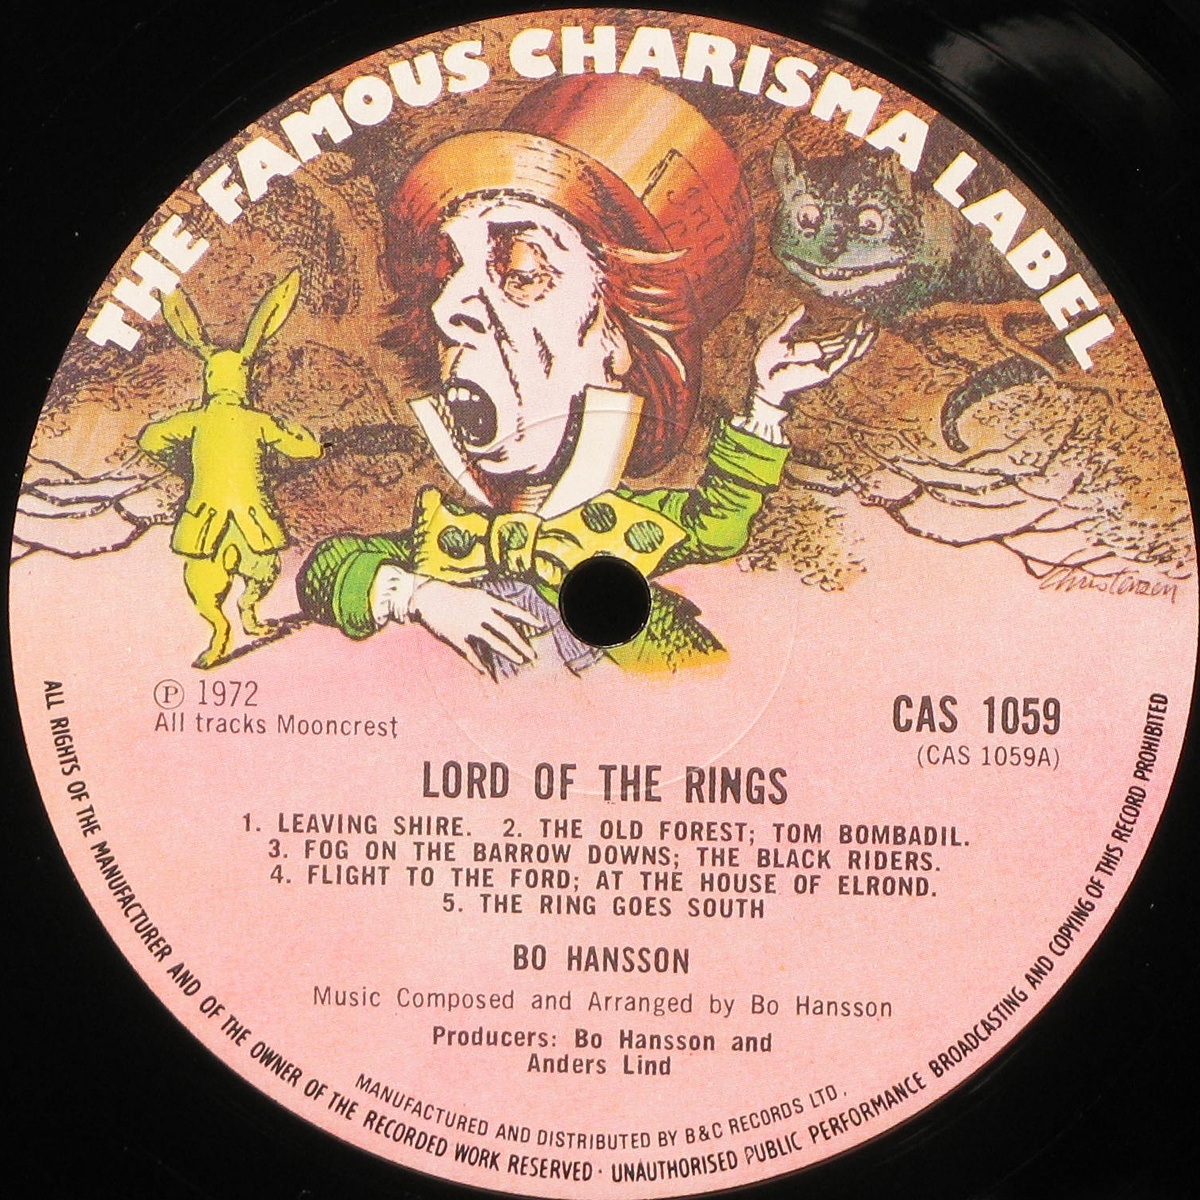 THE FAMOUS CHARISMA LABEL
Christensen
℗ 1972
All tracks Mooncrest
CAS 1059
(CAS 1059A)
LORD OF THE RINGS
1. LEAVING SHIRE. 2. THE OLD FOREST; TOM BOMBADIL.
3. FOG ON THE BARROW DOWNS; THE BLACK RIDERS.
4. FLIGHT TO THE FORD; AT THE HOUSE OF ELROND.
5. THE RING GOES SOUTH
BO HANSSON
Music Composed and Arranged by Bo Hansson
Producers: Bo Hansson and
Anders Lind
MANUFACTURED AND DISTRIBUTED BY B&C RECORDS LTD.
ALL RIGHTS OF THE MANUFACTURER AND OF THE OWNER OF THE RECORDED WORK RESERVED · UNAUTHORISED PUBLIC PERFORMANCE BROADCASTING AND COPYING OF THIS RECORD PROHIBITED